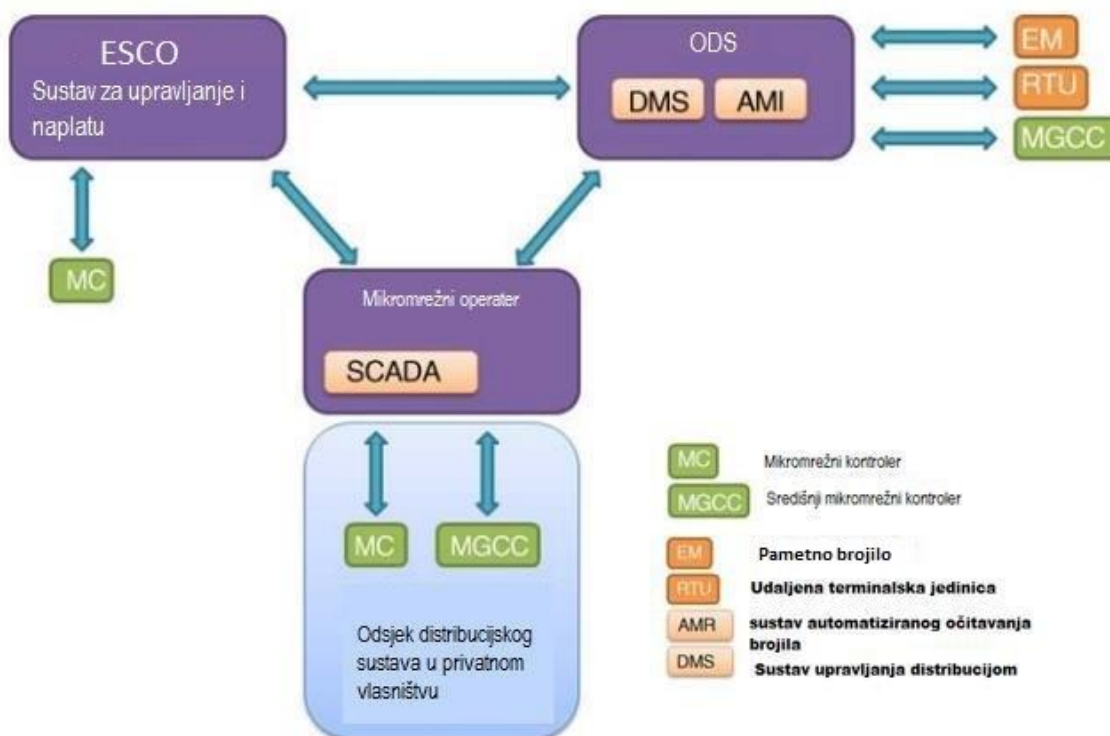 ESCO
Sustav za upravljanje i
naplatu
ODS
DMS
AMI
EM
RTU
MGCC
MC
Mikromrežni operater
SCADA
MC
MGCC
Odsjek distribucijskog
sustava u privatnom
vlasništvu
MC
Mikromrežni kontroler
MGCC
Središnji mikromrežni kontroler
EM
Pametno brojilo
RTU
Udaljena terminalska jedinica
AMR
sustav automatiziranog očitavanja
brojila
DMS
Sustav upravljanja distribucijom